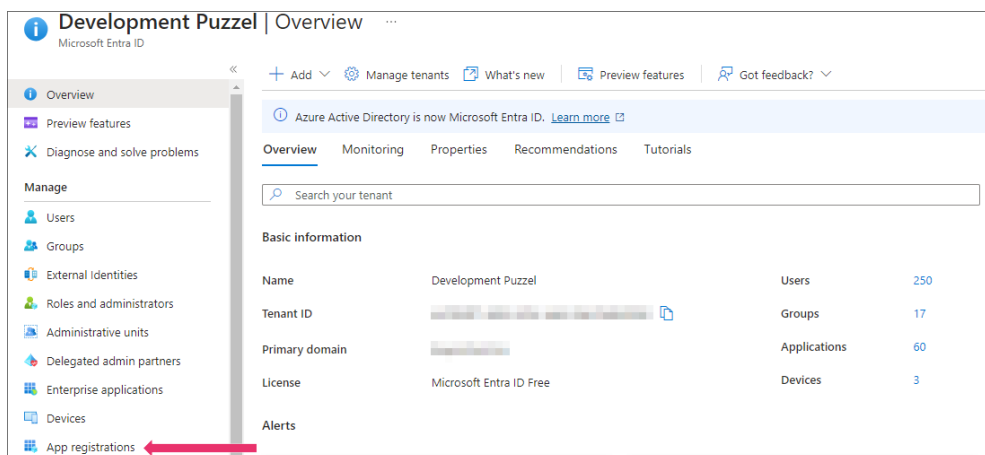 Development Puzzel | Overview ...
Microsoft Entra ID
«
Overview
Preview features
Diagnose and solve problems
Manage
Users
Groups
External Identities
Roles and administrators
Administrative units
Delegated admin partners
Enterprise applications
Devices
App registrations
+ Add Manage tenants What's new Preview features Got feedback?
Azure Active Directory is now Microsoft Entra ID. Learn more
Overview Monitoring Properties Recommendations Tutorials
Search your tenant
Basic information
Name Development Puzzel Users 250
Tenant ID Groups 17
Primary domain Applications 60
License Microsoft Entra ID Free Devices 3
Alerts